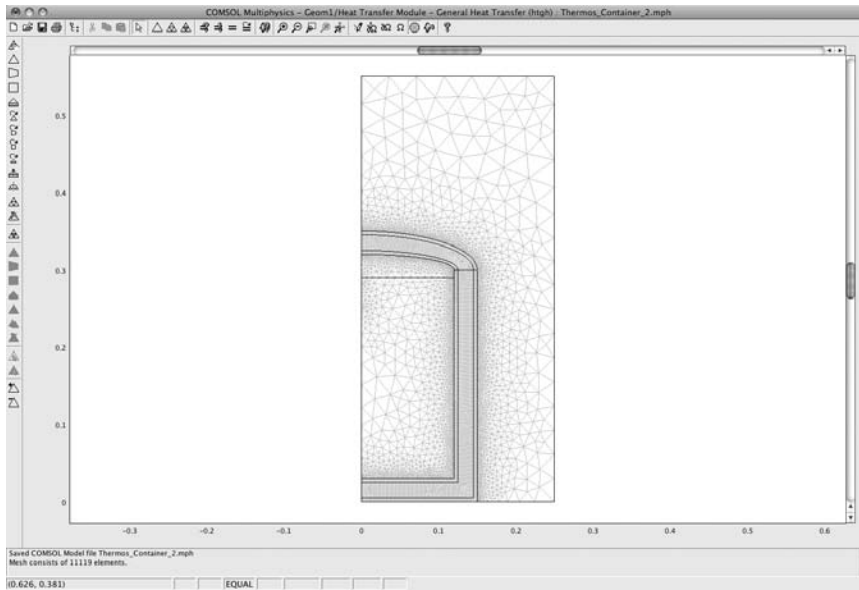 COMSOL Multiphysics - Geom1/Heat Transfer Module - General Heat Transfer (htgh) : Thermos_Container_2.mph
0.5
0.4
0.3
0.2
0.1
0
-0.3 -0.2 -0.1 0 0.1 0.2 0.3 0.4 0.5 0.6
Saved COMSOL Model file Thermos_Container_2.mph
Mesh consists of 11119 elements.
(0.626, 0.381) EQUAL